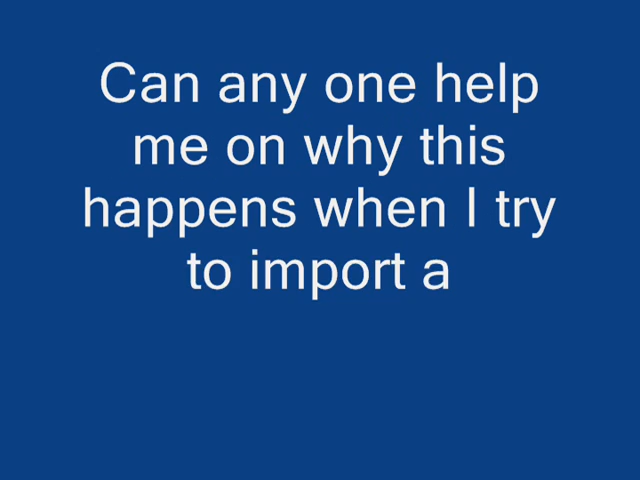 Can any one help
me on why this
happens when I try
to import a